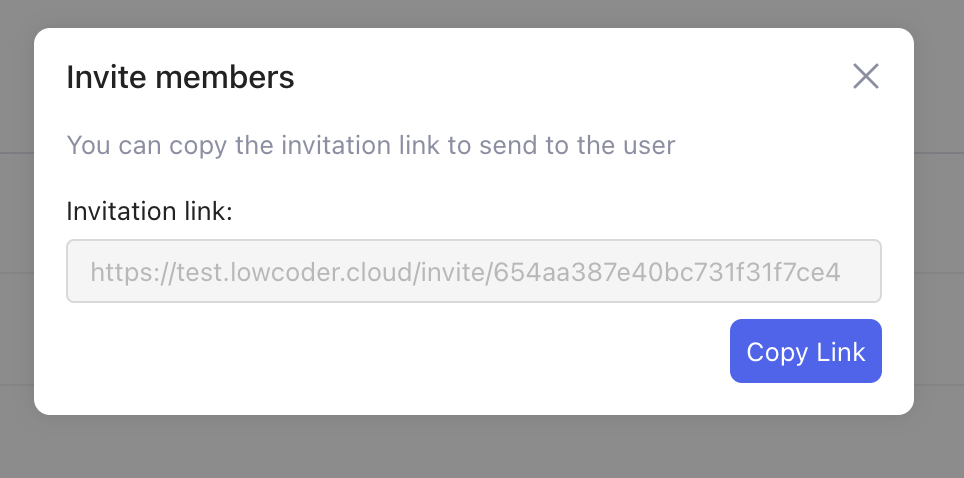 Invite members
You can copy the invitation link to send to the user
Invitation link:
https://test.lowcoder.cloud/invite/654aa387e40bc731f31f7ce4
Copy Link